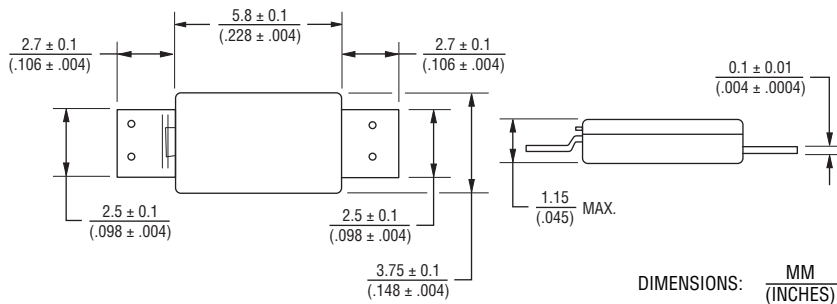 5.8 ± 0.1
(.228 ± .004)
2.7 ± 0.1
(.106 ± .004)
2.7 ± 0.1
(.106 ± .004)
0.1 ± 0.01
(.004 ± .0004)
2.5 ± 0.1
(.098 ± .004)
2.5 ± 0.1
(.098 ± .004)
1.15
(.045) MAX.
3.75 ± 0.1
(.148 ± .004)
DIMENSIONS: MM
(INCHES)